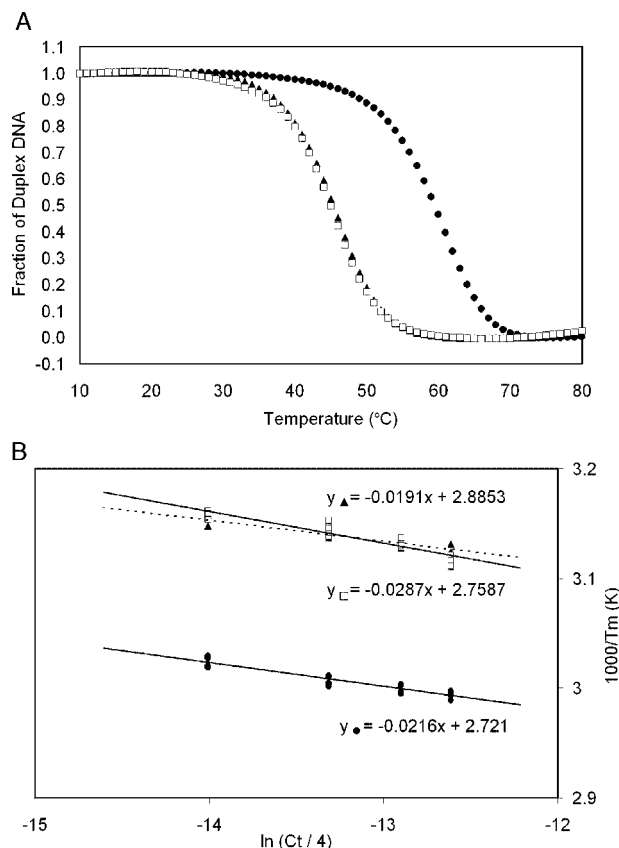 A
1.1
1.0
0.9
0.8
0.7
0.6
0.5
0.4
0.3
0.2
0.1
0.0
-0.1
Fraction of Duplex DNA
10 20 30 40 50 60 70 80
Temperature (°C)
B
3.2
3.1
3
2.9
1000/Tm (K)
y▲= -0.0191x + 2.8853
y□= -0.0287x + 2.7587
y●= -0.0216x + 2.721
-15 -14 -13 -12
ln (Ct / 4)